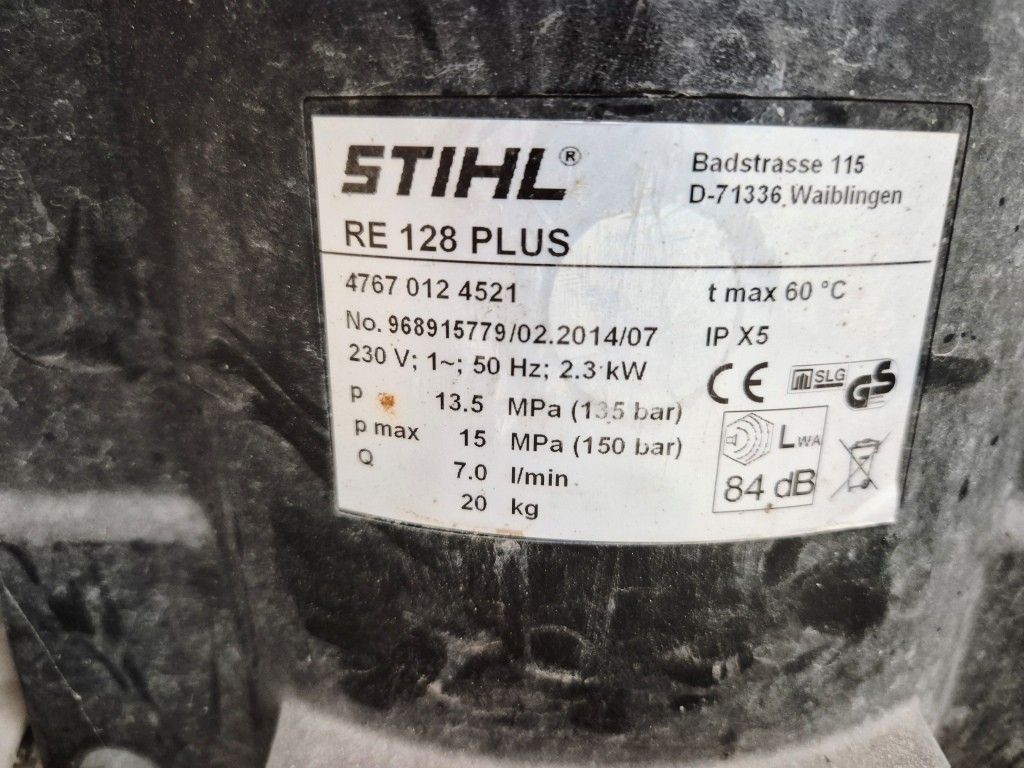 STIHL®
Badstrasse 115
D-71336 Waiblingen
RE 128 PLUS
4767 012 4521
t max 60 °C
No. 968915779/02.2014/07
IP X5
230 V; 1~; 50 Hz; 2.3 kW
CE
SLG
GS
p 13.5 MPa (135 bar)
p max 15 MPa (150 bar)
LWA
Q 7.0 l/min
84 dB
20 kg